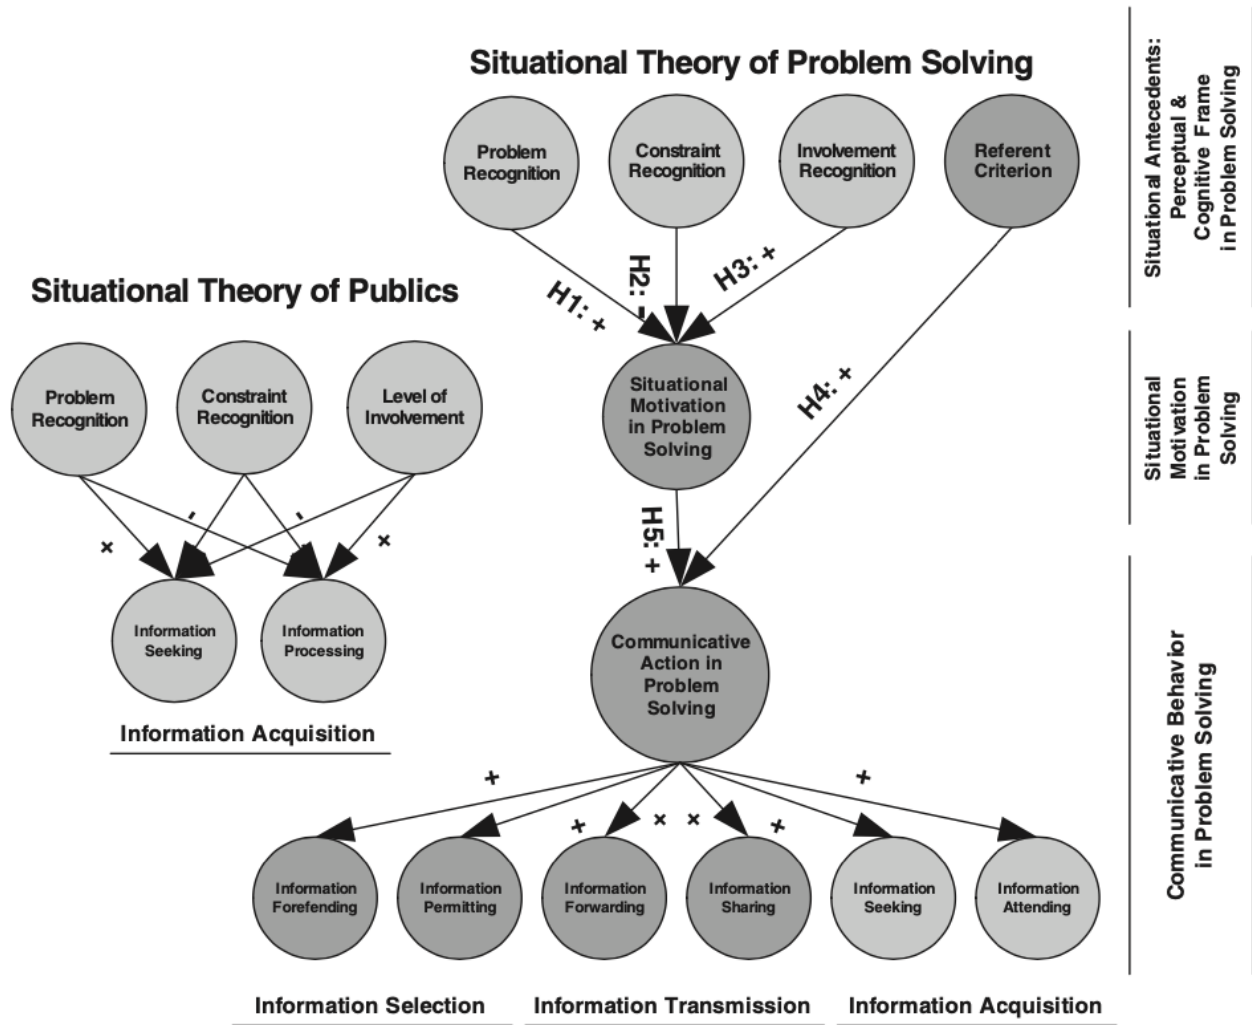 Situational Theory of Problem Solving
Problem
Recognition
Constraint
Recognition
Involvement
Recognition
Referent
Criterion
H1: +
H2: -
H3: +
H4: +
Situational
Motivation
in Problem
Solving
H5: +
Communicative
Action in
Problem
Solving
+
+
+
×
×
+
Information
Forefending
Information
Permitting
Information
Forwarding
Information
Sharing
Information
Seeking
Information
Attending
Information Selection
Information Transmission
Information Acquisition
Situational Theory of Publics
Problem
Recognition
Constraint
Recognition
Level of
Involvement
-
-
×
×
Information
Seeking
Information
Processing
Information Acquisition
Situational Antecedents:
Perceptual &
Cognitive Frame
in Problem Solving
Situational
Motivation
in Problem
Solving
Communicative Behavior
in Problem Solving